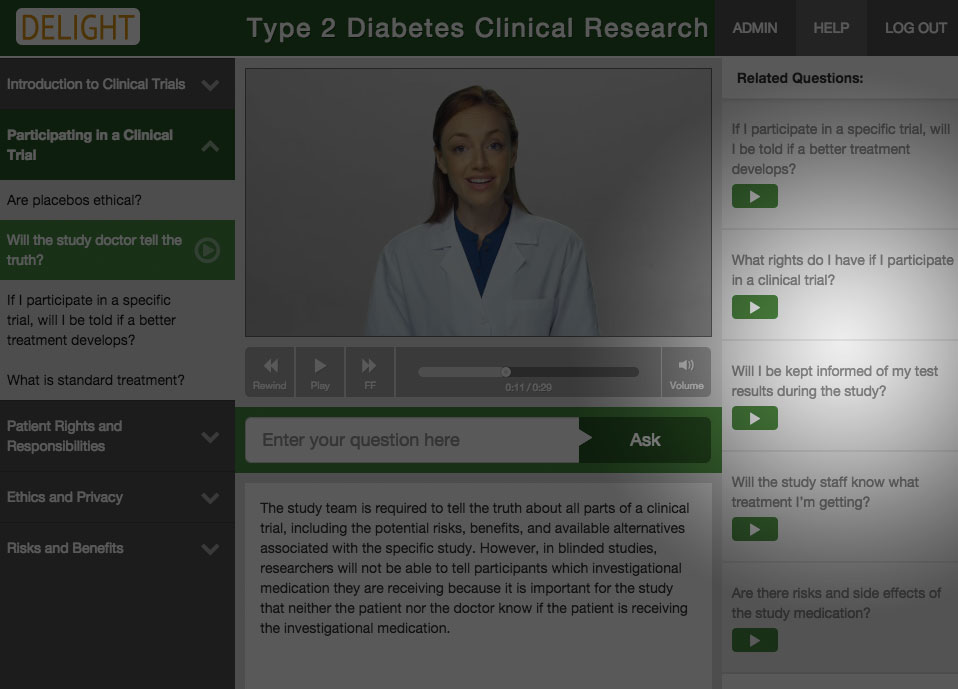 DELIGHT
Type 2 Diabetes Clinical Research
ADMIN
HELP
LOG OUT
Introduction to Clinical Trials
Participating In a Clinical
Trial
Are placebos ethical?
Will the study doctor tell the
truth?
If I participate in a specific
trial, will I be told if a better
treatment develops?
What is standard treatment?
Patient Rights and
Responsibilities
Ethics and Privacy
Risks and Benefits
Rewind
Play
FF
0:11 / 0:29
Volume
Enter your question here
Ask
The study team is required to tell the truth about all parts of a clinical
trial, including the potential risks, benefits, and available alternatives
associated with the specific study. However, in blinded studies,
researchers will not be able to tell participants which investigational
medication they are receiving because it is important for the study
that neither the patient nor the doctor know if the patient is receiving
the investigational medication.
Related Questions:
If I participate in a specific trial, will
I be told if a better treatment
develops?
What rights do I have if I participate
in a clinical trial?
Will I be kept informed of my test
results during the study?
Will the study staff know what
treatment I'm getting?
Are there risks and side effects of
the study medication?